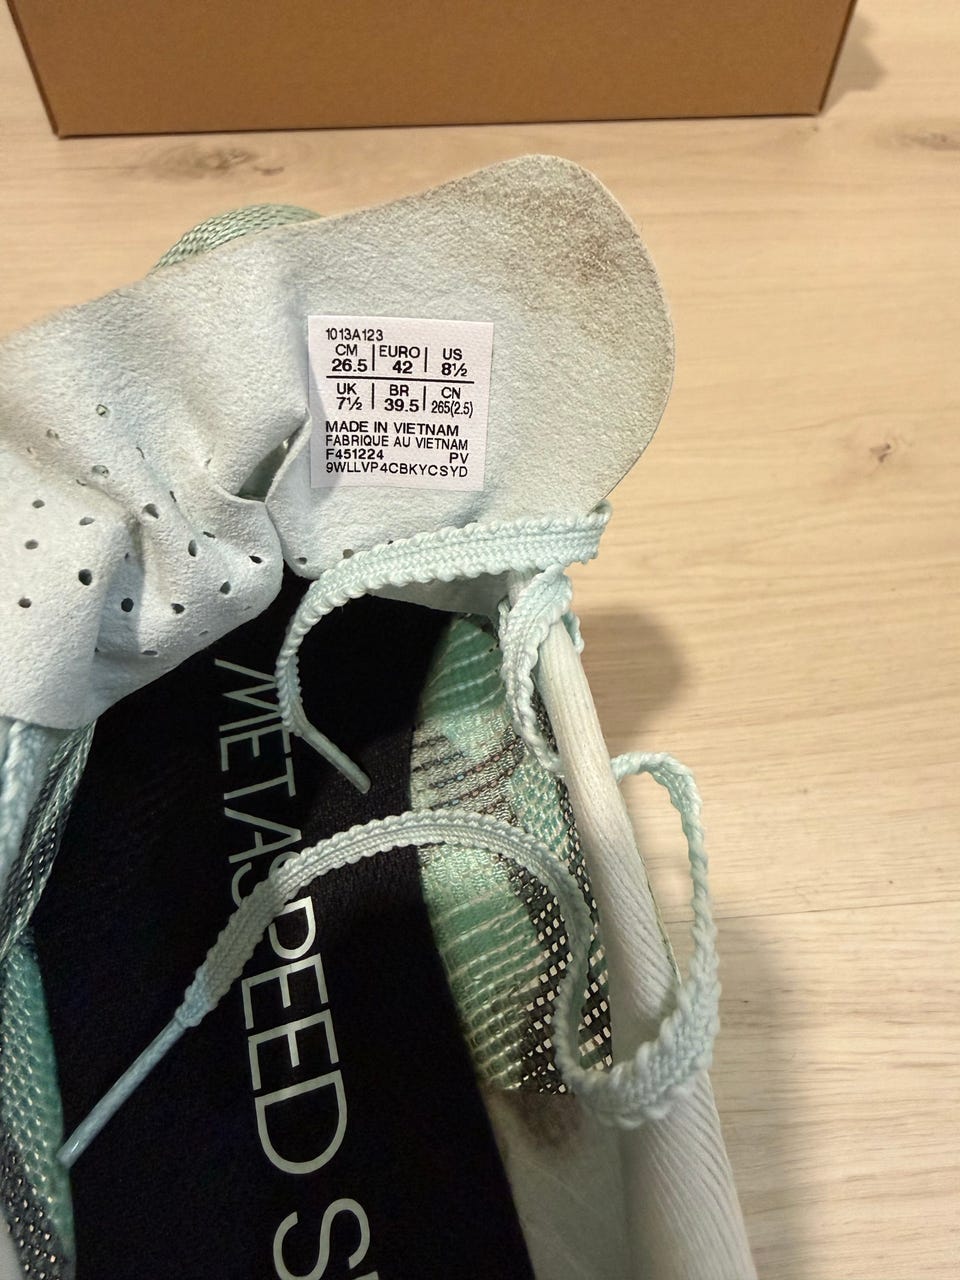 1013A123
CM EURO US
26.5 42 8½
UK BR CN
7½ 39.5 265(2.5)
MADE IN VIETNAM
FABRIQUE AU VIETNAM
F451224 PV
9WLLVP4CBKYCSYD
METASPEED S